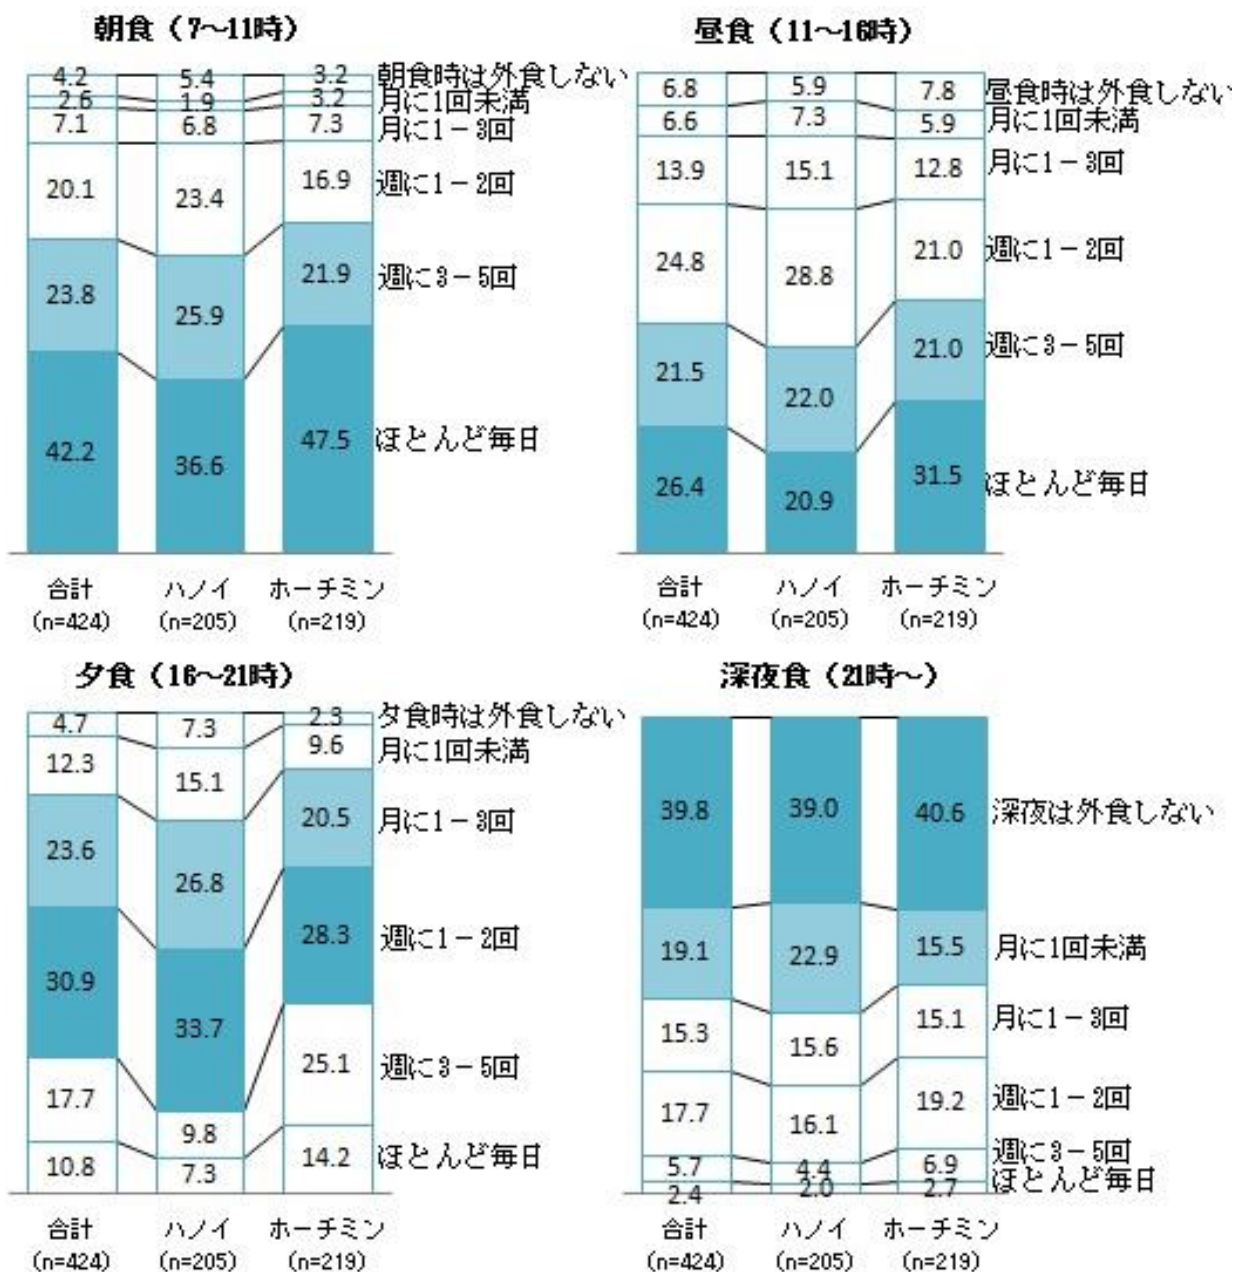 朝食（7～11時）
4.2 5.4 3.2 朝食時は外食しない
2.6 1.9 3.2 月に1回未満
7.1 6.8 7.3 月に1－3回
20.1 23.4 16.9 週に1－2回
23.8 25.9 21.9 週に3－5回
42.2 36.6 47.5 ほとんど毎日
合計 ハノイ ホーチミン
(n=424) (n=205) (n=219)
昼食（11～16時）
6.8 5.9 7.8 昼食時は外食しない
6.6 7.3 5.9 月に1回未満
13.9 15.1 12.8 月に1－3回
24.8 28.8 21.0 週に1－2回
21.5 22.0 21.0 週に3－5回
26.4 20.9 31.5 ほとんど毎日
合計 ハノイ ホーチミン
(n=424) (n=205) (n=219)
夕食（16～21時）
4.7 7.3 2.3 夕食時は外食しない
12.3 15.1 9.6 月に1回未満
23.6 26.8 20.5 月に1－3回
30.9 33.7 28.3 週に1－2回
17.7 9.8 25.1 週に3－5回
10.8 7.3 14.2 ほとんど毎日
合計 ハノイ ホーチミン
(n=424) (n=205) (n=219)
深夜食（21時～）
39.8 39.0 40.6 深夜は外食しない
19.1 22.9 15.5 月に1回未満
15.3 15.6 15.1 月に1－3回
17.7 16.1 19.2 週に1－2回
5.7 4.4 6.9 週に3－5回
2.4 2.0 2.7 ほとんど毎日
合計 ハノイ ホーチミン
(n=424) (n=205) (n=219)